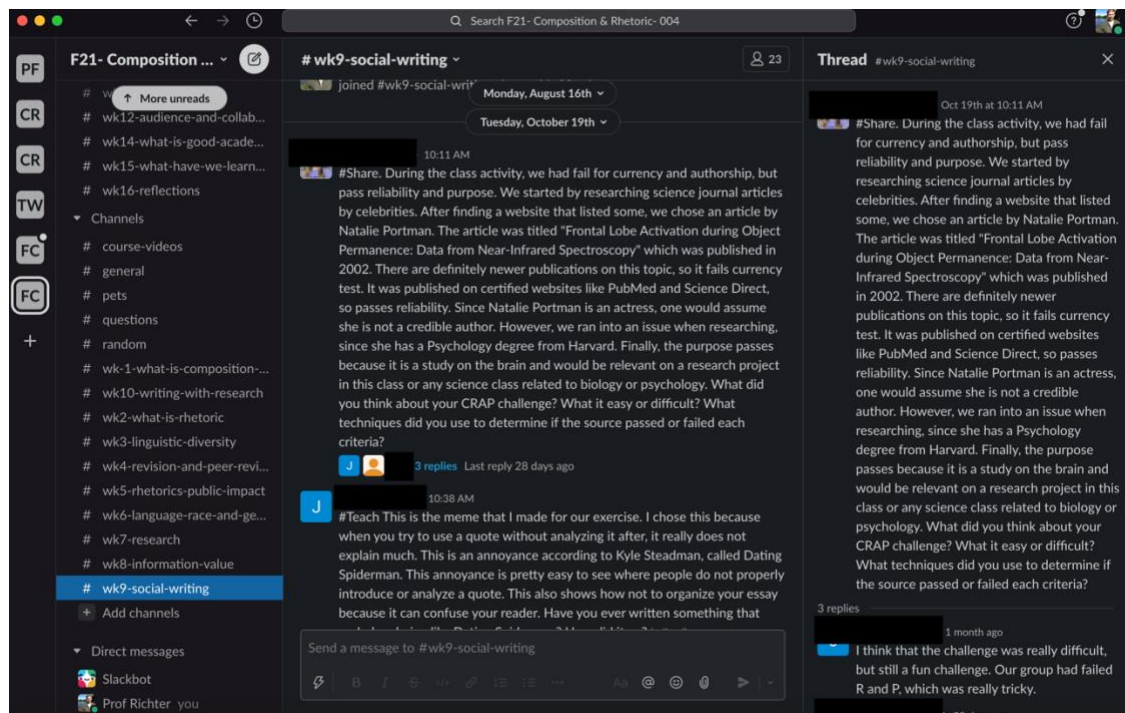 Search F21- Composition & Rhetoric- 004
PF
CR
CR
TW
FC
FC
+
F21- Composition ...
More unreads
# wk12-audience-and-collab...
# wk14-what-is-good-acade...
# wk15-what-have-we-learn...
# wk16-reflections
Channels
# course-videos
# general
# pets
# questions
# random
# wk-1-what-is-composition-...
# wk10-writing-with-research
# wk2-what-is-rhetoric
# wk3-linguistic-diversity
# wk4-revision-and-peer-revi...
# wk5-rhetorics-public-impact
# wk6-language-race-and-ge...
# wk7-research
# wk8-information-value
# wk9-social-writing
+ Add channels
Direct messages
Slackbot
Prof Richter you
# wk9-social-writing
23
joined #wk9-social-writ
Monday, August 16th
Tuesday, October 19th
10:11 AM
#Share. During the class activity, we had fail for currency and authorship, but
pass reliability and purpose. We started by researching science journal articles
by celebrities. After finding a website that listed some, we chose an article by
Natalie Portman. The article was titled "Frontal Lobe Activation during Object
Permanence: Data from Near-Infrared Spectroscopy" which was published in
2002. There are definitely newer publications on this topic, so it fails currency
test. It was published on certified websites like PubMed and Science Direct,
so passes reliability. Since Natalie Portman is an actress, one would assume
she is not a credible author. However, we ran into an issue when researching,
since she has a Psychology degree from Harvard. Finally, the purpose passes
because it is a study on the brain and would be relevant on a research project
in this class or any science class related to biology or psychology. What did
you think about your CRAP challenge? What it easy or difficult? What
techniques did you use to determine if the source passed or failed each
criteria?
J
3 replies Last reply 28 days ago
J
10:38 AM
#Teach This is the meme that I made for our exercise. I chose this because
when you try to use a quote without analyzing it after, it really does not
explain much. This is an annoyance according to Kyle Steadman, called Dating
Spiderman. This annoyance is pretty easy to see where people do not properly
introduce or analyze a quote. This also shows how not to organize your essay
because it can confuse your reader. Have you ever written something that
Send a message to #wk9-social-writing
B I S </> Aa @
Thread #wk9-social-writing
Oct 19th at 10:11 AM
#Share. During the class activity, we had fail
for currency and authorship, but pass
reliability and purpose. We started by
researching science journal articles by
celebrities. After finding a website that listed
some, we chose an article by Natalie Portman.
The article was titled "Frontal Lobe Activation
during Object Permanence: Data from Near-
Infrared Spectroscopy" which was published
in 2002. There are definitely newer
publications on this topic, so it fails currency
test. It was published on certified websites
like PubMed and Science Direct, so passes
reliability. Since Natalie Portman is an actress,
one would assume she is not a credible
author. However, we ran into an issue when
researching, since she has a Psychology
degree from Harvard. Finally, the purpose
passes because it is a study on the brain and
would be relevant on a research project in this
class or any science class related to biology or
psychology. What did you think about your
CRAP challenge? What it easy or difficult?
What techniques did you use to determine if
the source passed or failed each criteria?
3 replies
1 month ago
I think that the challenge was really difficult,
but still a fun challenge. Our group had failed
R and P, which was really tricky.